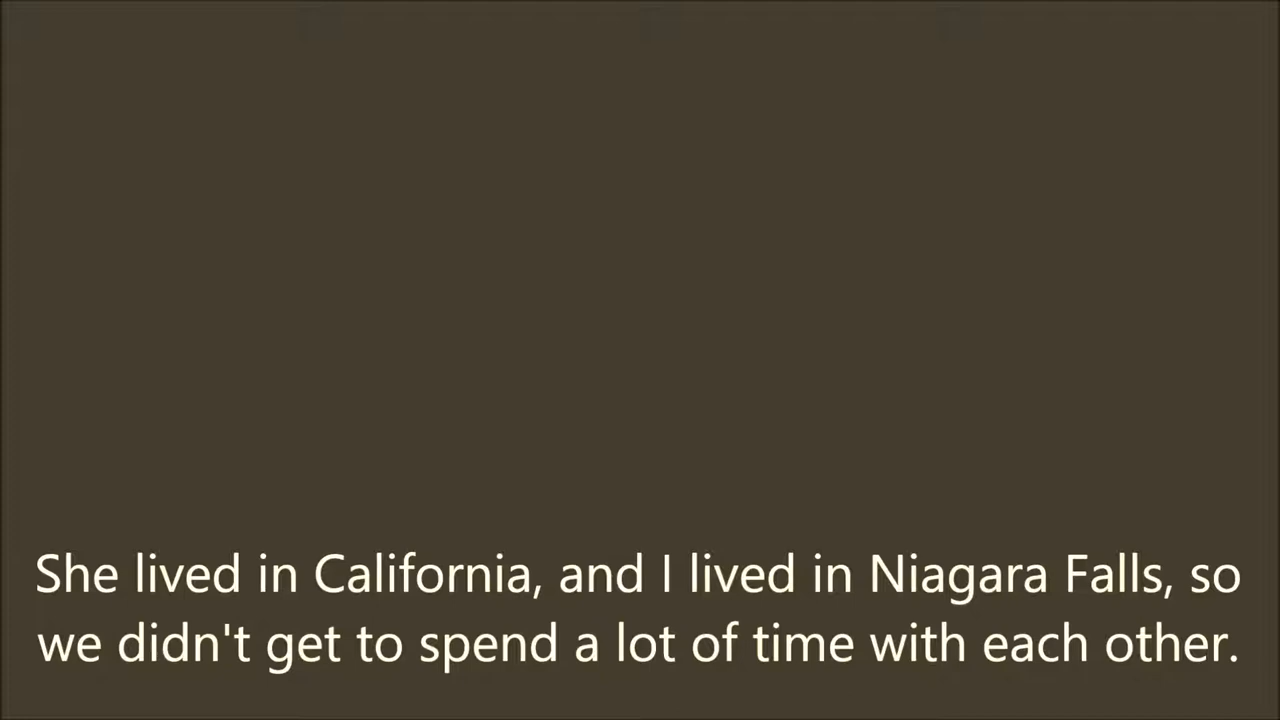 She lived in California, and I lived in Niagara Falls, so
we didn't get to spend a lot of time with each other.